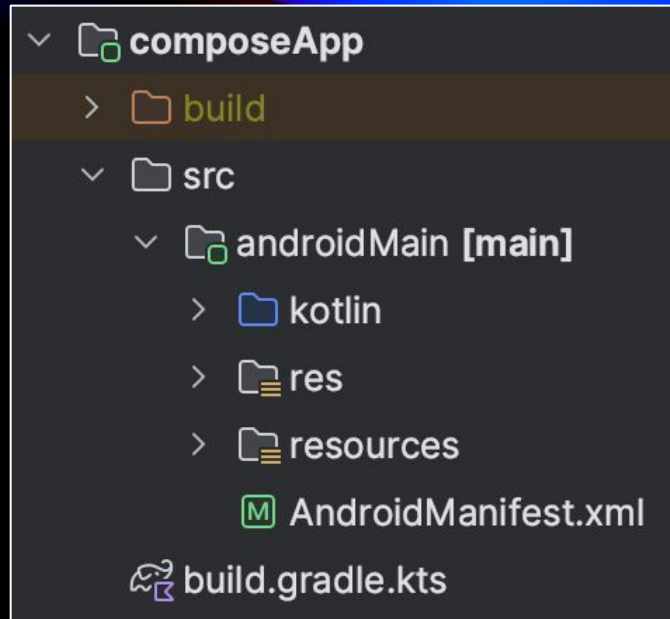 composeApp
build
src
androidMain [main]
kotlin
res
resources
M AndroidManifest.xml
build.gradle.kts